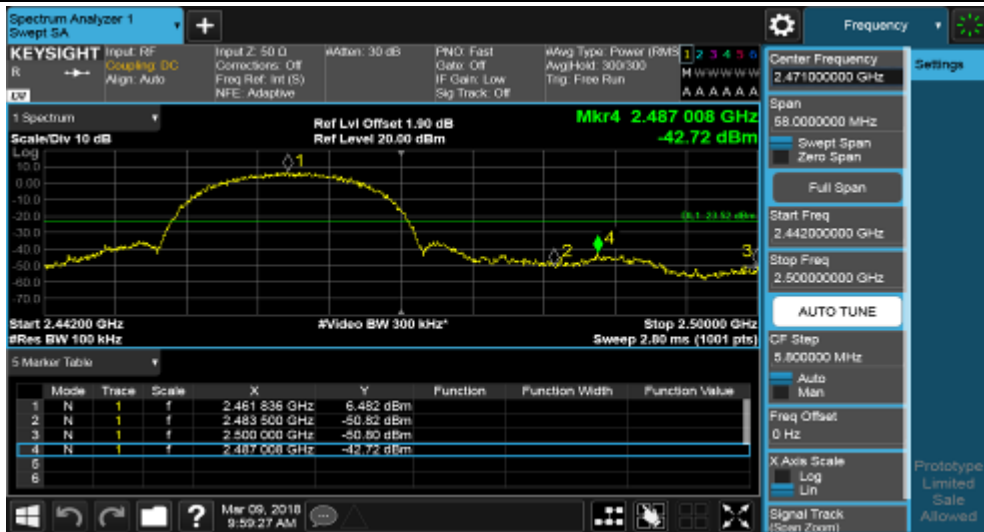 Spectrum Analyzer 1
Swept SA
+
Frequency
KEYSIGHT
R
Input: RF
Coupling: DC
Align: Auto
Input Z: 50 Ω
Corrections: Off
Freq Ref: Int (S)
NFE: Adaptive
#Atten: 30 dB
PNO: Fast
Gate: Off
IF Gain: Low
Sig Track: Off
#Avg Type: Power (RMS
Avg|Hold: 300/300
Trig: Free Run
1 2 3 4 5 6
M W W W W W
A A A A A A
1 Spectrum
Scale/Div 10 dB
Ref Lvl Offset 1.90 dB
Ref Level 20.00 dBm
Mkr4 2.487 008 GHz
-42.72 dBm
Log
10.0
0.00
-10.0
-20.0
-30.0
-40.0
-50.0
-60.0
-70.0
1
2
4
3
DL1 -23.52 dBm
Start 2.44200 GHz
#Video BW 300 kHz*
Stop 2.50000 GHz
#Res BW 100 kHz
Sweep 2.80 ms (1001 pts)
5 Marker Table
Mode Trace Scale X Y Function Function Width Function Value
1 N 1 f 2.461 836 GHz 6.482 dBm
2 N 1 f 2.483 500 GHz -50.82 dBm
3 N 1 f 2.500 000 GHz -50.80 dBm
4 N 1 f 2.487 008 GHz -42.72 dBm
5
6
Mar 09, 2018
9:59:27 AM
?
Center Frequency
2.471000000 GHz
Settings
Span
58.0000000 MHz
Swept Span
Zero Span
Full Span
Start Freq
2.442000000 GHz
Stop Freq
2.500000000 GHz
AUTO TUNE
CF Step
5.800000 MHz
Auto
Man
Freq Offset
0 Hz
X Axis Scale
Log
Lin
Signal Track
(Span Zoom)
Prototype
Limited
Sale
Allowed